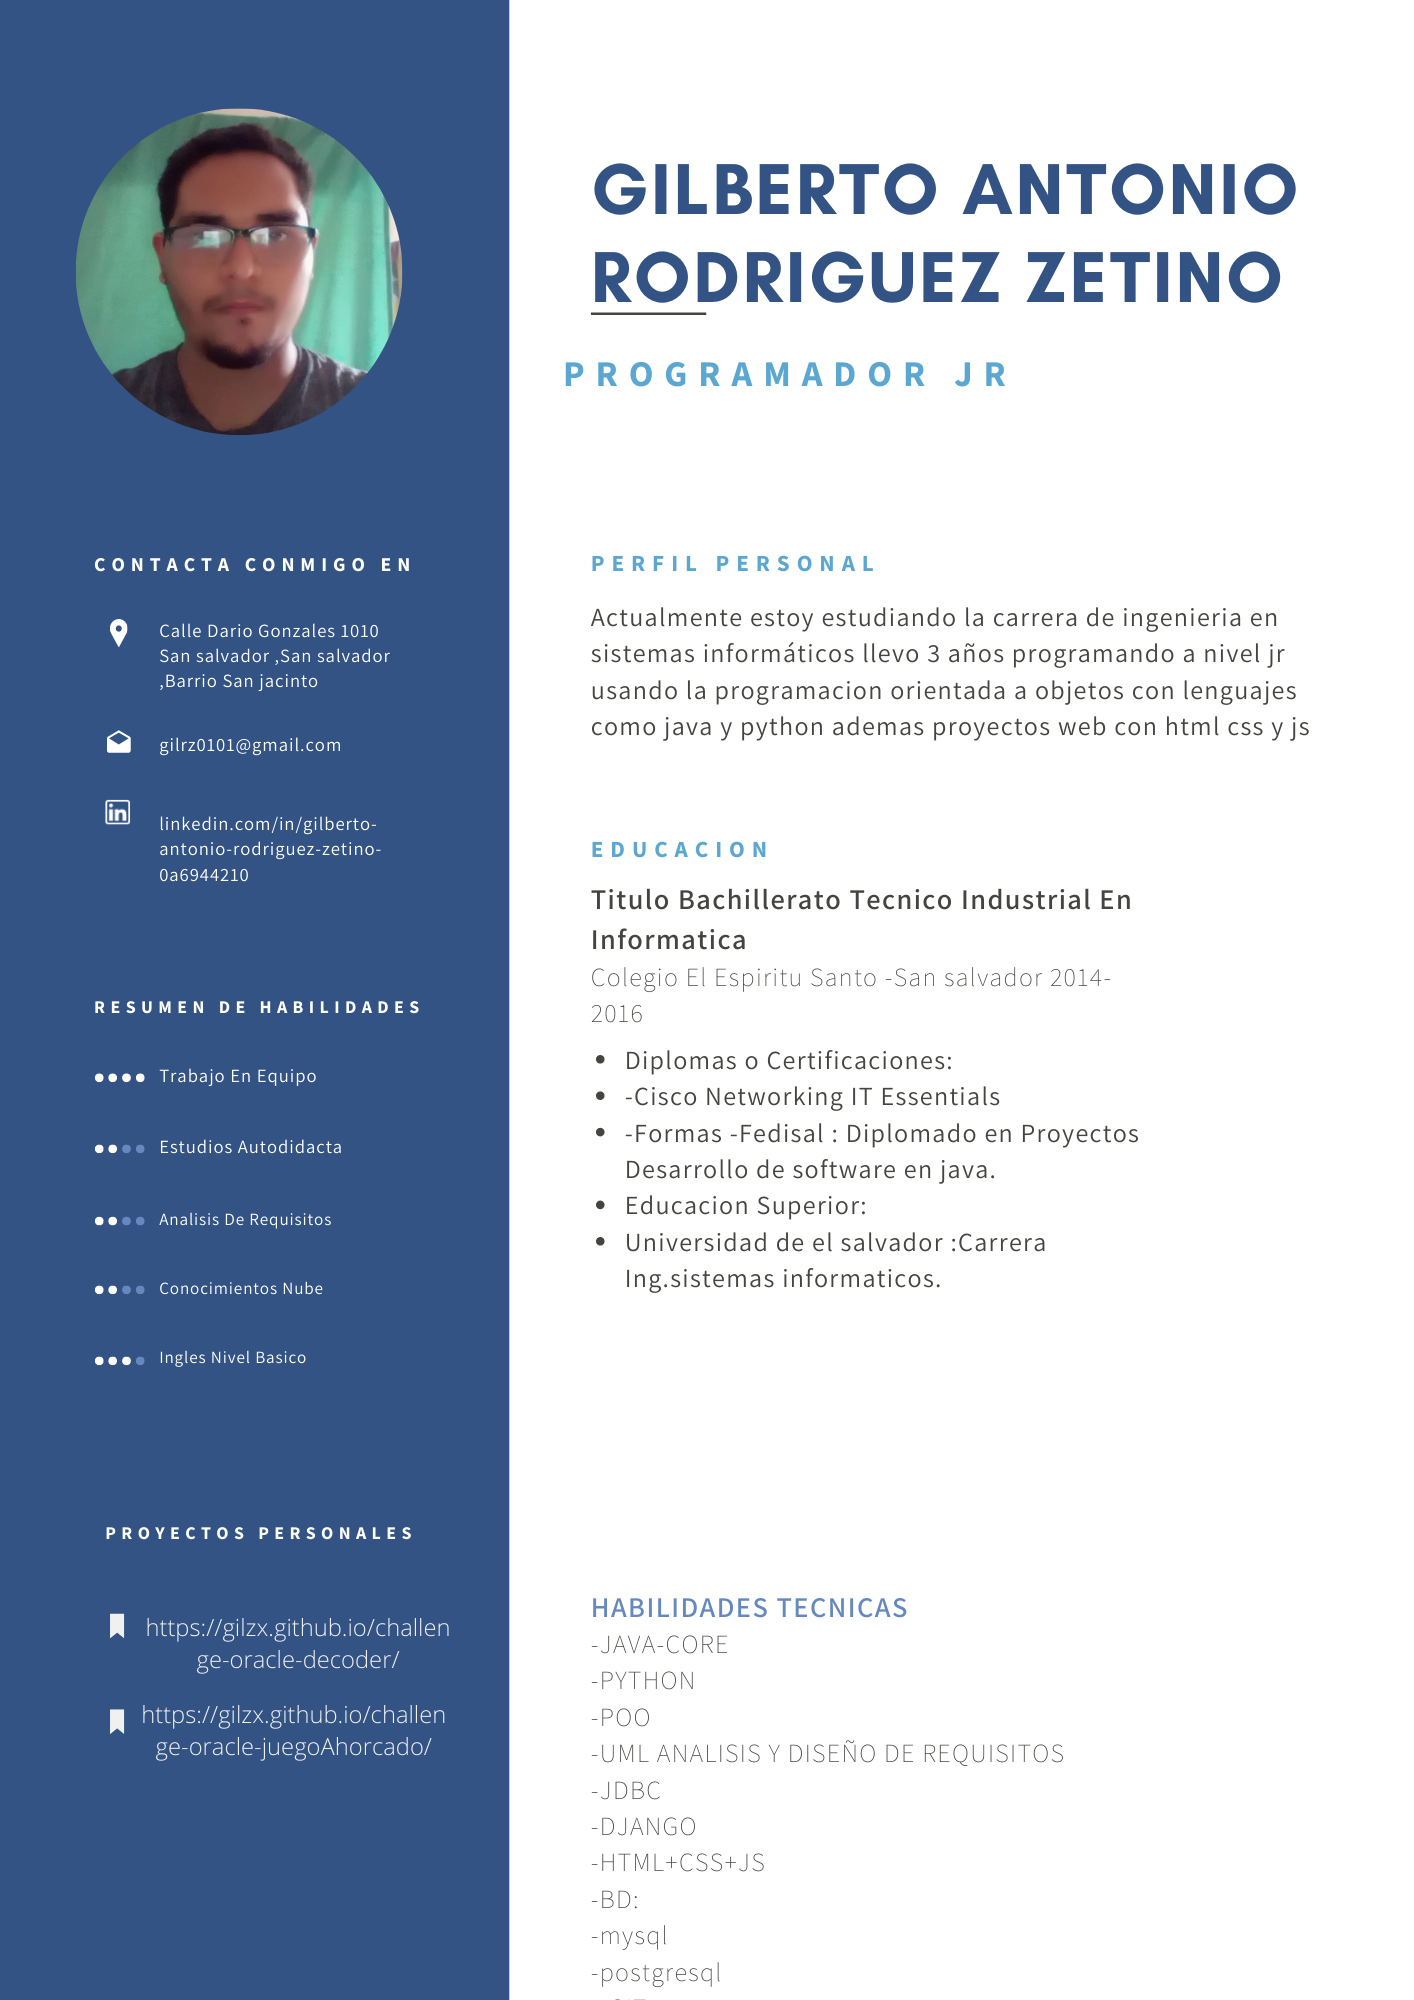 GILBERTO ANTONIO
RODRIGUEZ ZETINO
PROGRAMADOR JR
CONTACTA CONMIGO EN
Calle Dario Gonzales 1010
San salvador ,San salvador
,Barrio San jacinto
gilrz0101@gmail.com
linkedin.com/in/gilberto-
antonio-rodriguez-zetino-
0a6944210
RESUMEN DE HABILIDADES
Trabajo En Equipo
Estudios Autodidacta
Analisis De Requisitos
Conocimientos Nube
Ingles Nivel Basico
PROYECTOS PERSONALES
https://gilzx.github.io/challen
ge-oracle-decoder/
https://gilzx.github.io/challen
ge-oracle-juegoAhorcado/
PERFIL PERSONAL
Actualmente estoy estudiando la carrera de ingenieria en
sistemas informáticos llevo 3 años programando a nivel jr
usando la programacion orientada a objetos con lenguajes
como java y python ademas proyectos web con html css y js
EDUCACION
Titulo Bachillerato Tecnico Industrial En
Informatica
Colegio El Espiritu Santo -San salvador 2014-
2016
• Diplomas o Certificaciones:
• -Cisco Networking IT Essentials
• -Formas -Fedisal : Diplomado en Proyectos
Desarrollo de software en java.
• Educacion Superior:
• Universidad de el salvador :Carrera
Ing.sistemas informaticos.
HABILIDADES TECNICAS
-JAVA-CORE
-PYTHON
-POO
-UML ANALISIS Y DISEÑO DE REQUISITOS
-JDBC
-DJANGO
-HTML+CSS+JS
-BD:
-mysql
-postgresql